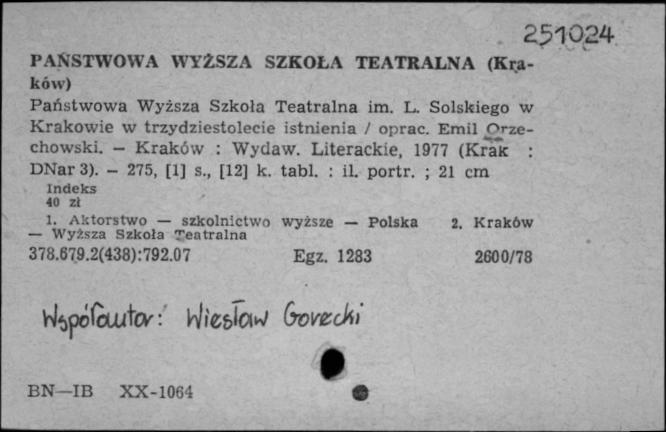 251024
PAŃSTWOWA WYŻSZA SZKOŁA TEATRALNA (Kra-
ków)
Państwowa Wyższa Szkoła Teatralna im. L. Solskiego w
Krakowie w trzydziestolecie istnienia / oprac. Emil Orze-
chowski. — Kraków : Wydaw. Literackie, 1977 (Krak :
DNar 3). — 275, [1] s., [12] k. tabl. : il. portr. ; 21 cm
Indeks
40 zł
1. Aktorstwo — szkolnictwo wyższe — Polska 2. Kraków
— Wyższa Szkoła Teatralna
378.679.2(438):792.07 Egz. 1283 2600/78
Współautor: Wiesław Gorecki
BN—IB XX-1064